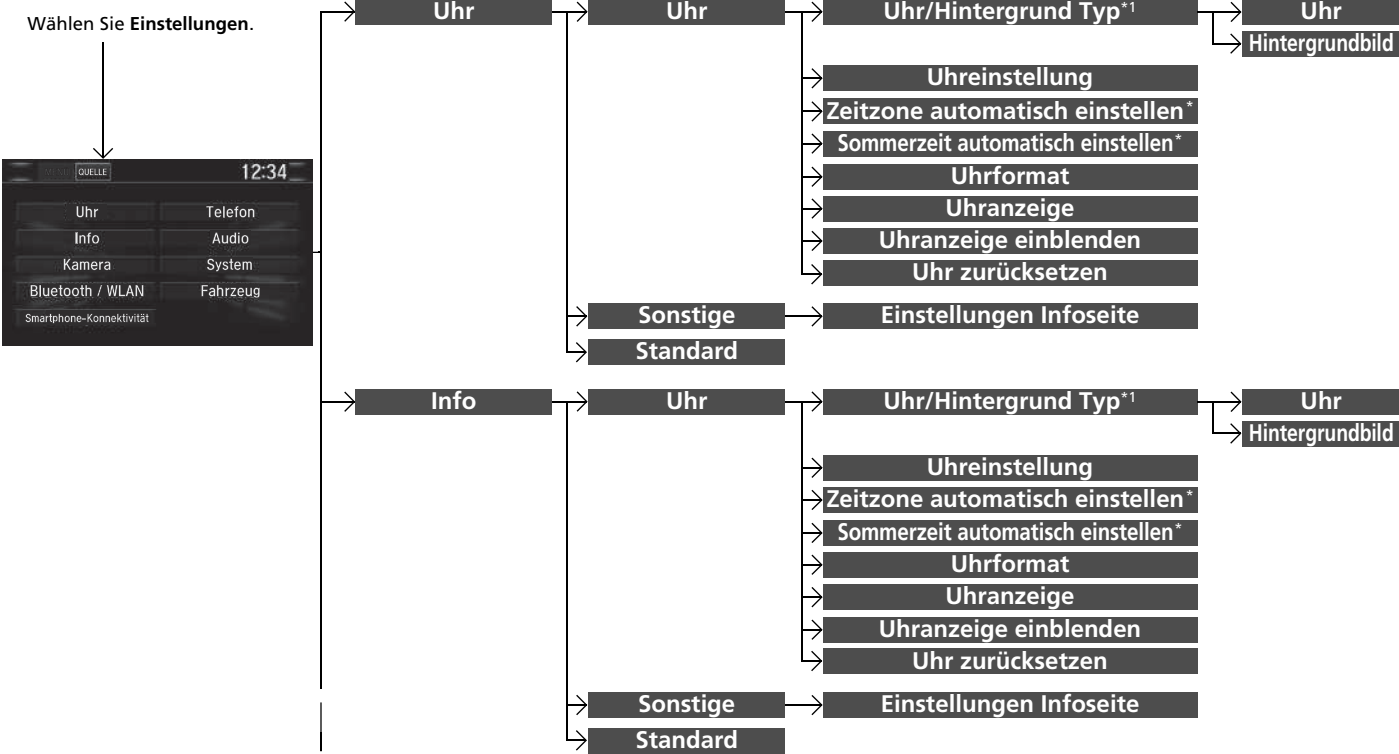 Wählen Sie Einstellungen.
QUELLE
12:34
Uhr
Telefon
Info
Audio
Kamera
System
Bluetooth / WLAN
Fahrzeug
Smartphone-Konnektivität
Uhr
Uhr
Uhr/Hintergrund Typ*1
Uhr
Hintergrundbild
Uhreinstellung
Zeitzone automatisch einstellen*
Sommerzeit automatisch einstellen*
Uhrformat
Uhranzeige
Uhranzeige einblenden
Uhr zurücksetzen
Sonstige
Einstellungen Infoseite
Standard
Info
Uhr
Uhr/Hintergrund Typ*1
Uhr
Hintergrundbild
Uhreinstellung
Zeitzone automatisch einstellen*
Sommerzeit automatisch einstellen*
Uhrformat
Uhranzeige
Uhranzeige einblenden
Uhr zurücksetzen
Sonstige
Einstellungen Infoseite
Standard